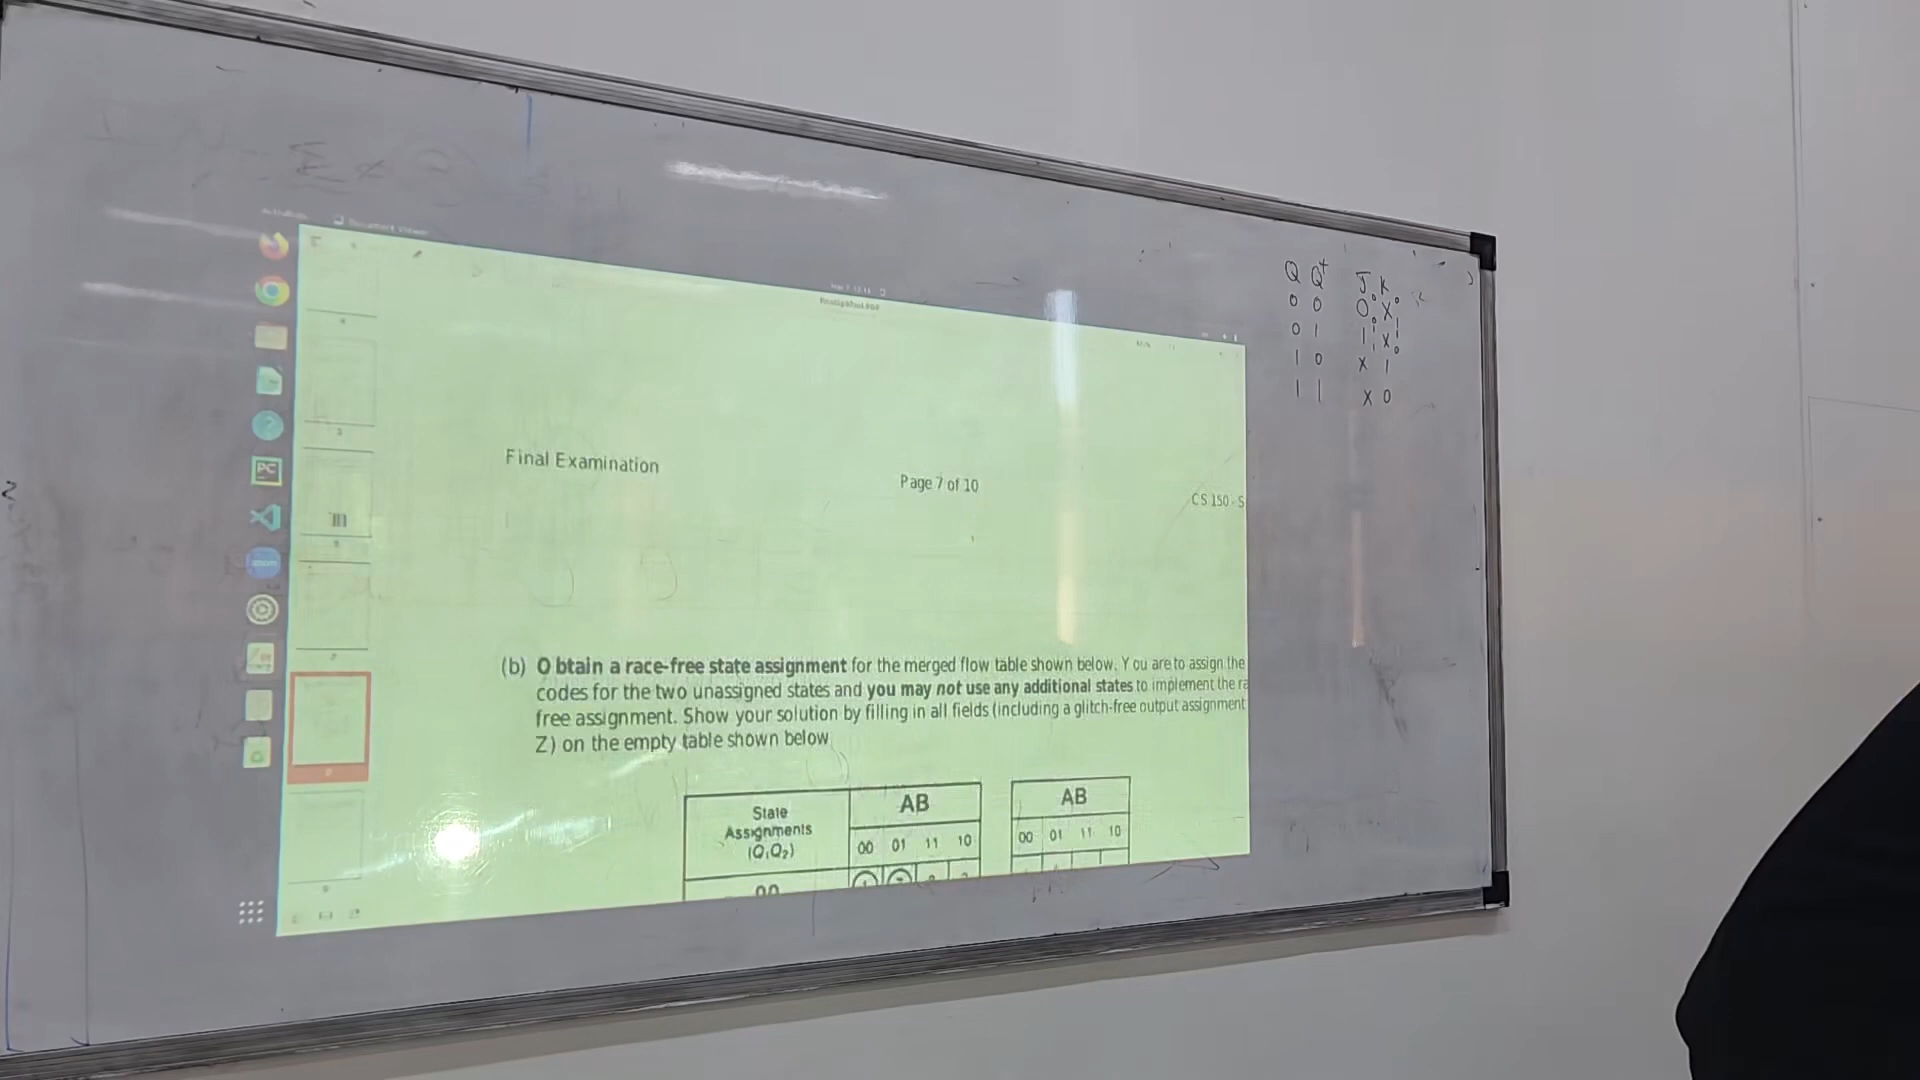 Final Examination
Page 7 of 10
CS 150 - S
(b) Obtain a race-free state assignment for the merged flow table shown below. You are to assign the
codes for the two unassigned states and you may not use any additional states to implement the ra
free assignment. Show your solution by filling in all fields (including a glitch-free output assignment
Z) on the empty table shown below
State
Assignments
(Q₁Q₂)
AB
00 01 11 10
AB
00 01 11 10
00
Q Q+ J K
0 0 0 X
0 1 1 X
1 0 X 1
1 1 X 0
PC
zoom